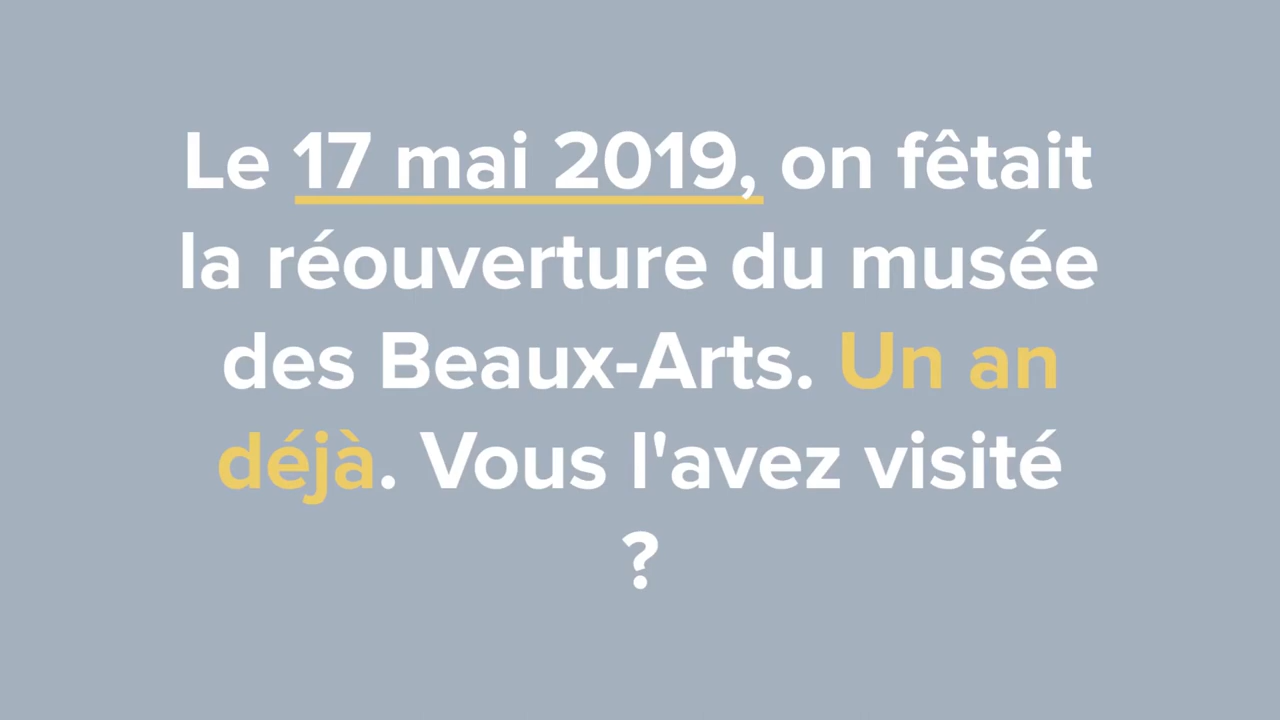 Le 17 mai 2019, on fêtait
la réouverture du musée
des Beaux-Arts. Un an
déjà. Vous l'avez visité
?